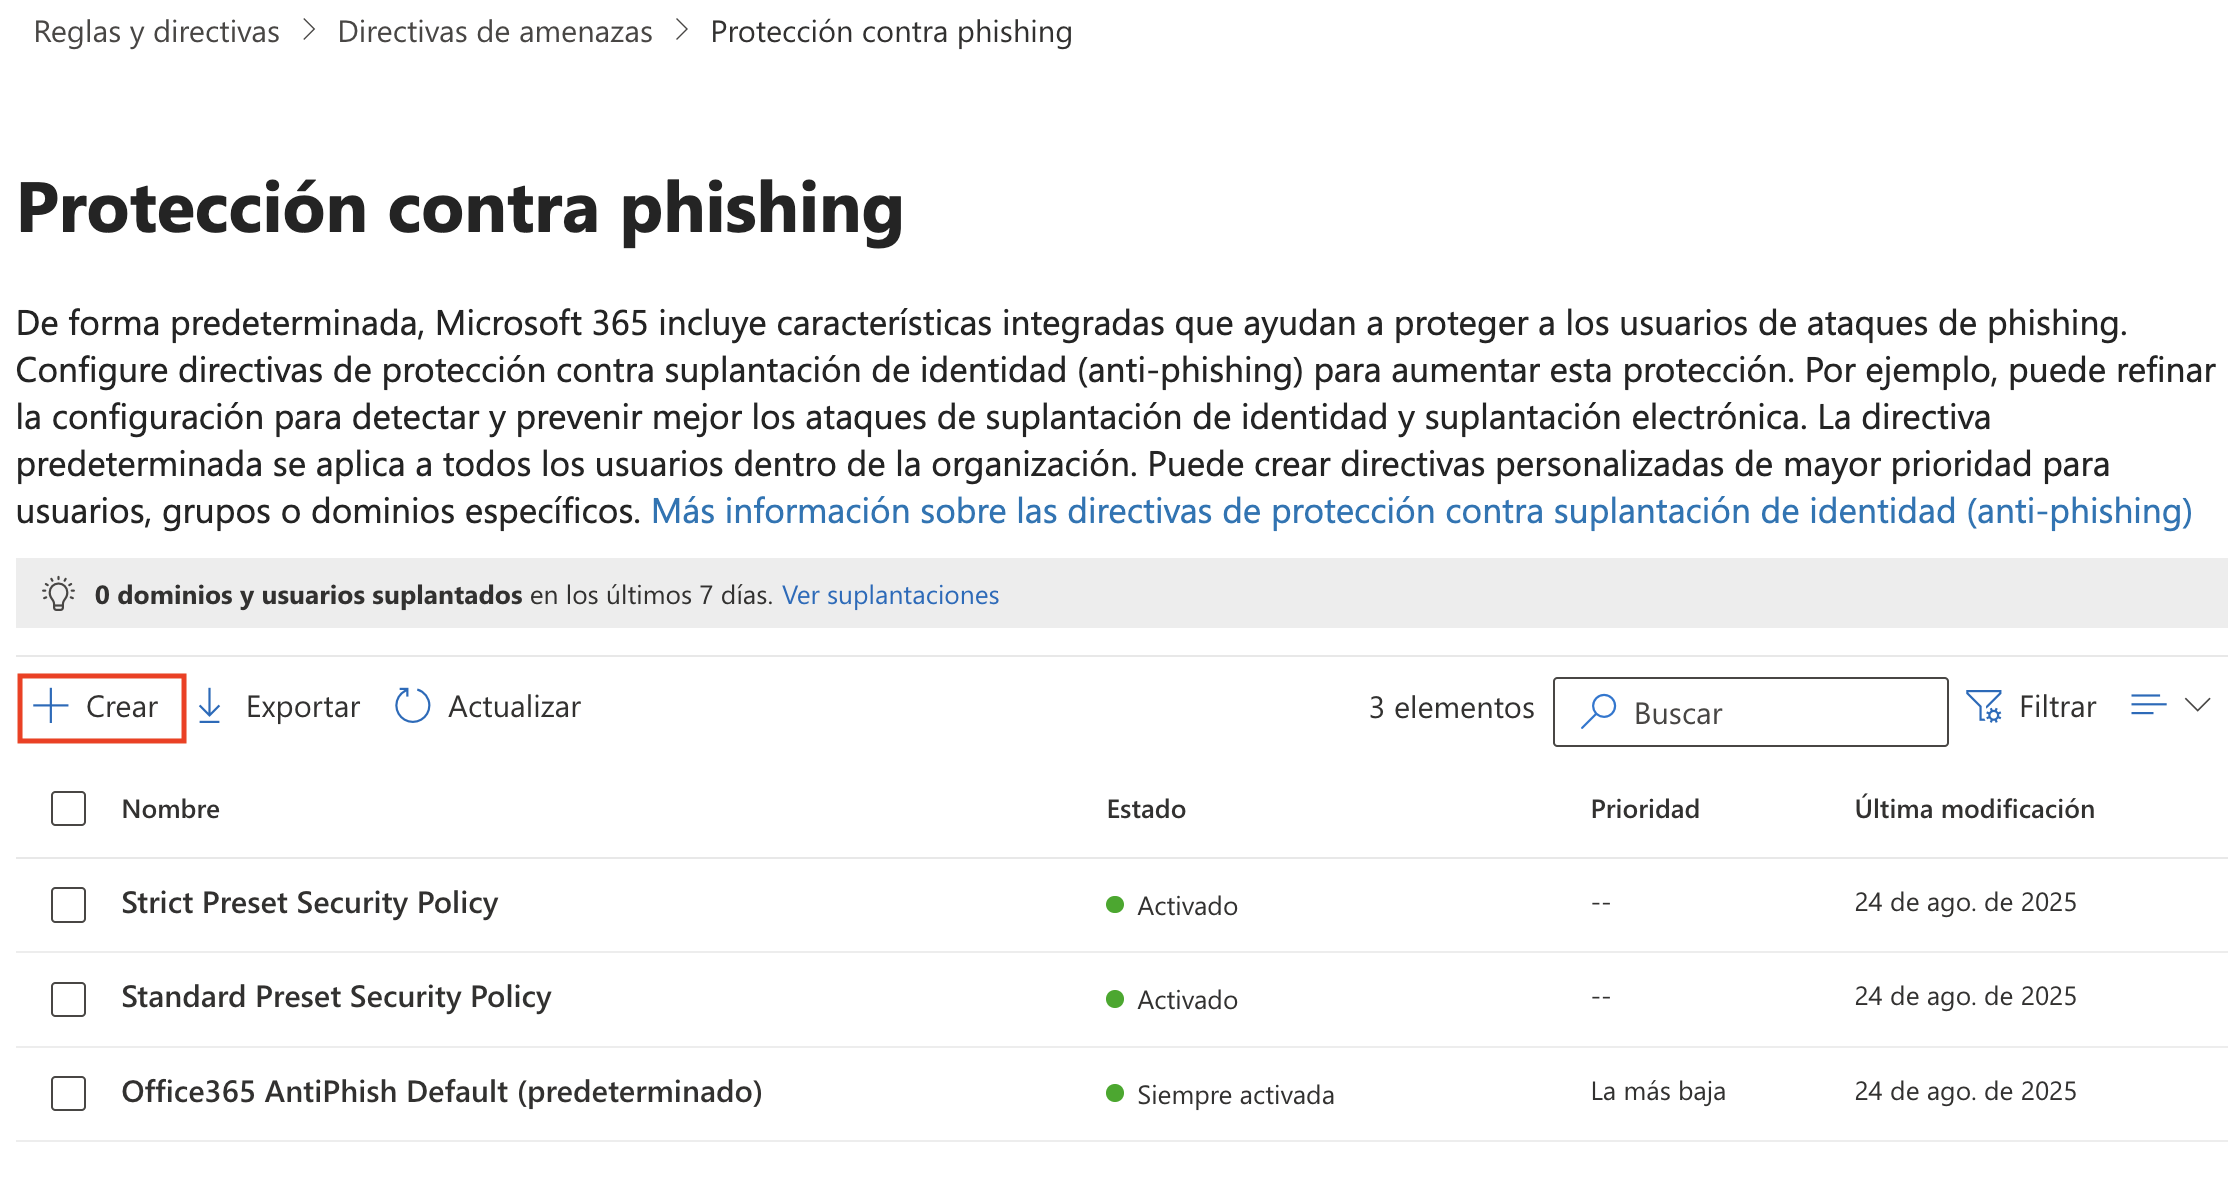 Reglas y directivas > Directivas de amenazas > Protección contra phishing
Protección contra phishing
De forma predeterminada, Microsoft 365 incluye características integradas que ayudan a proteger a los usuarios de ataques de phishing.
Configure directivas de protección contra suplantación de identidad (anti-phishing) para aumentar esta protección. Por ejemplo, puede refinar
la configuración para detectar y prevenir mejor los ataques de suplantación de identidad y suplantación electrónica. La directiva
predeterminada se aplica a todos los usuarios dentro de la organización. Puede crear directivas personalizadas de mayor prioridad para
usuarios, grupos o dominios específicos. Más información sobre las directivas de protección contra suplantación de identidad (anti-phishing)
0 dominios y usuarios suplantados en los últimos 7 días. Ver suplantaciones
Crear Exportar Actualizar 3 elementos Buscar Filtrar
Nombre Estado Prioridad Última modificación
Strict Preset Security Policy Activado -- 24 de ago. de 2025
Standard Preset Security Policy Activado -- 24 de ago. de 2025
Office365 AntiPhish Default (predeterminado) Siempre activada La más baja 24 de ago. de 2025